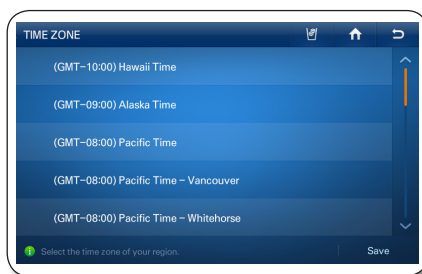 TIME ZONE
(GMT−10:00) Hawaii Time
(GMT−09:00) Alaska Time
(GMT−08:00) Pacific Time
(GMT−08:00) Pacific Time − Vancouver
(GMT−08:00) Pacific Time − Whitehorse
Select the time zone of your region.
Save